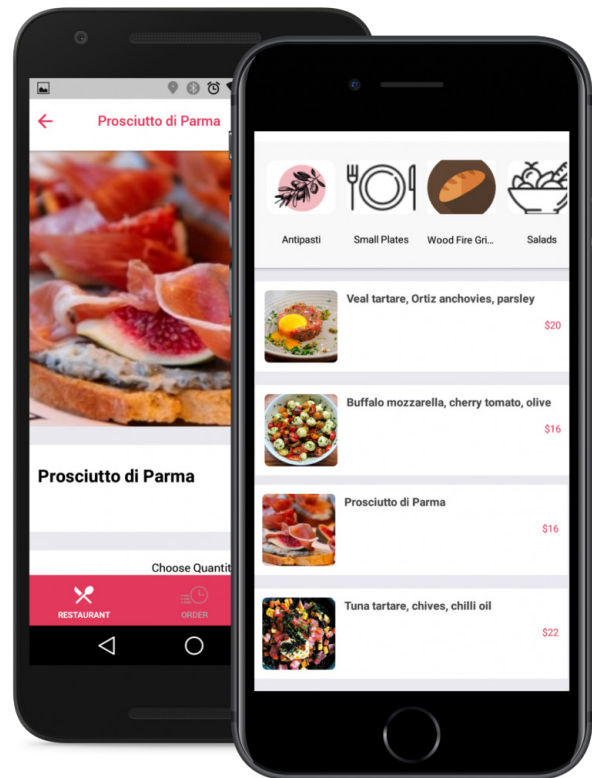 Prosciutto di Parma
Prosciutto di Parma
Choose Quantit
RESTAURANT
ORDER
Antipasti
Small Plates
Wood Fire Gri...
Salads
Veal tartare, Ortiz anchovies, parsley
$20
Buffalo mozzarella, cherry tomato, olive
$16
Prosciutto di Parma
$16
Tuna tartare, chives, chilli oil
$22